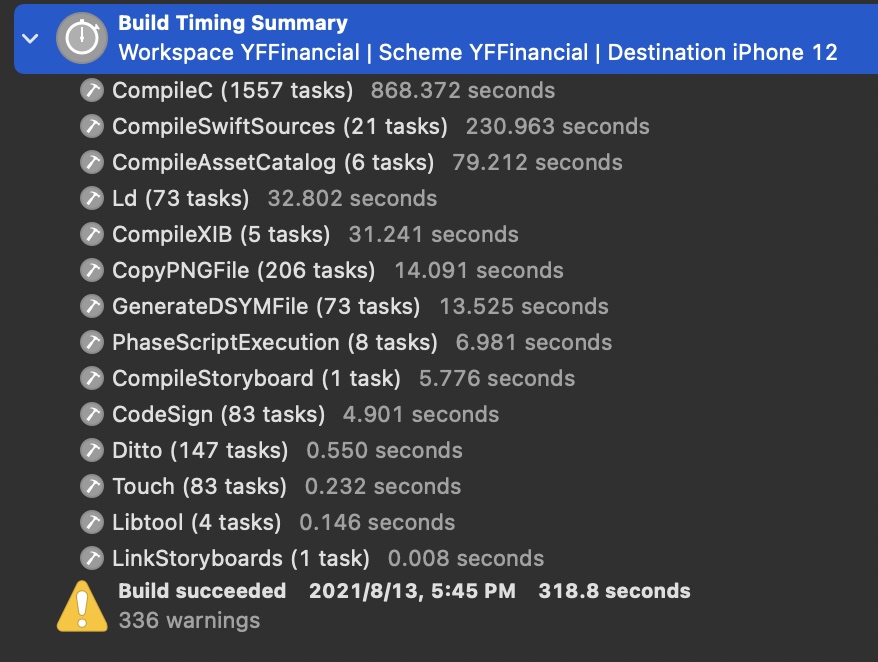 Build Timing Summary
Workspace YFFinancial | Scheme YFFinancial | Destination iPhone 12
CompileC (1557 tasks) 868.372 seconds
CompileSwiftSources (21 tasks) 230.963 seconds
CompileAssetCatalog (6 tasks) 79.212 seconds
Ld (73 tasks) 32.802 seconds
CompileXIB (5 tasks) 31.241 seconds
CopyPNGFile (206 tasks) 14.091 seconds
GenerateDSYMFile (73 tasks) 13.525 seconds
PhaseScriptExecution (8 tasks) 6.981 seconds
CompileStoryboard (1 task) 5.776 seconds
CodeSign (83 tasks) 4.901 seconds
Ditto (147 tasks) 0.550 seconds
Touch (83 tasks) 0.232 seconds
Libtool (4 tasks) 0.146 seconds
LinkStoryboards (1 task) 0.008 seconds
Build succeeded 2021/8/13, 5:45 PM 318.8 seconds
336 warnings